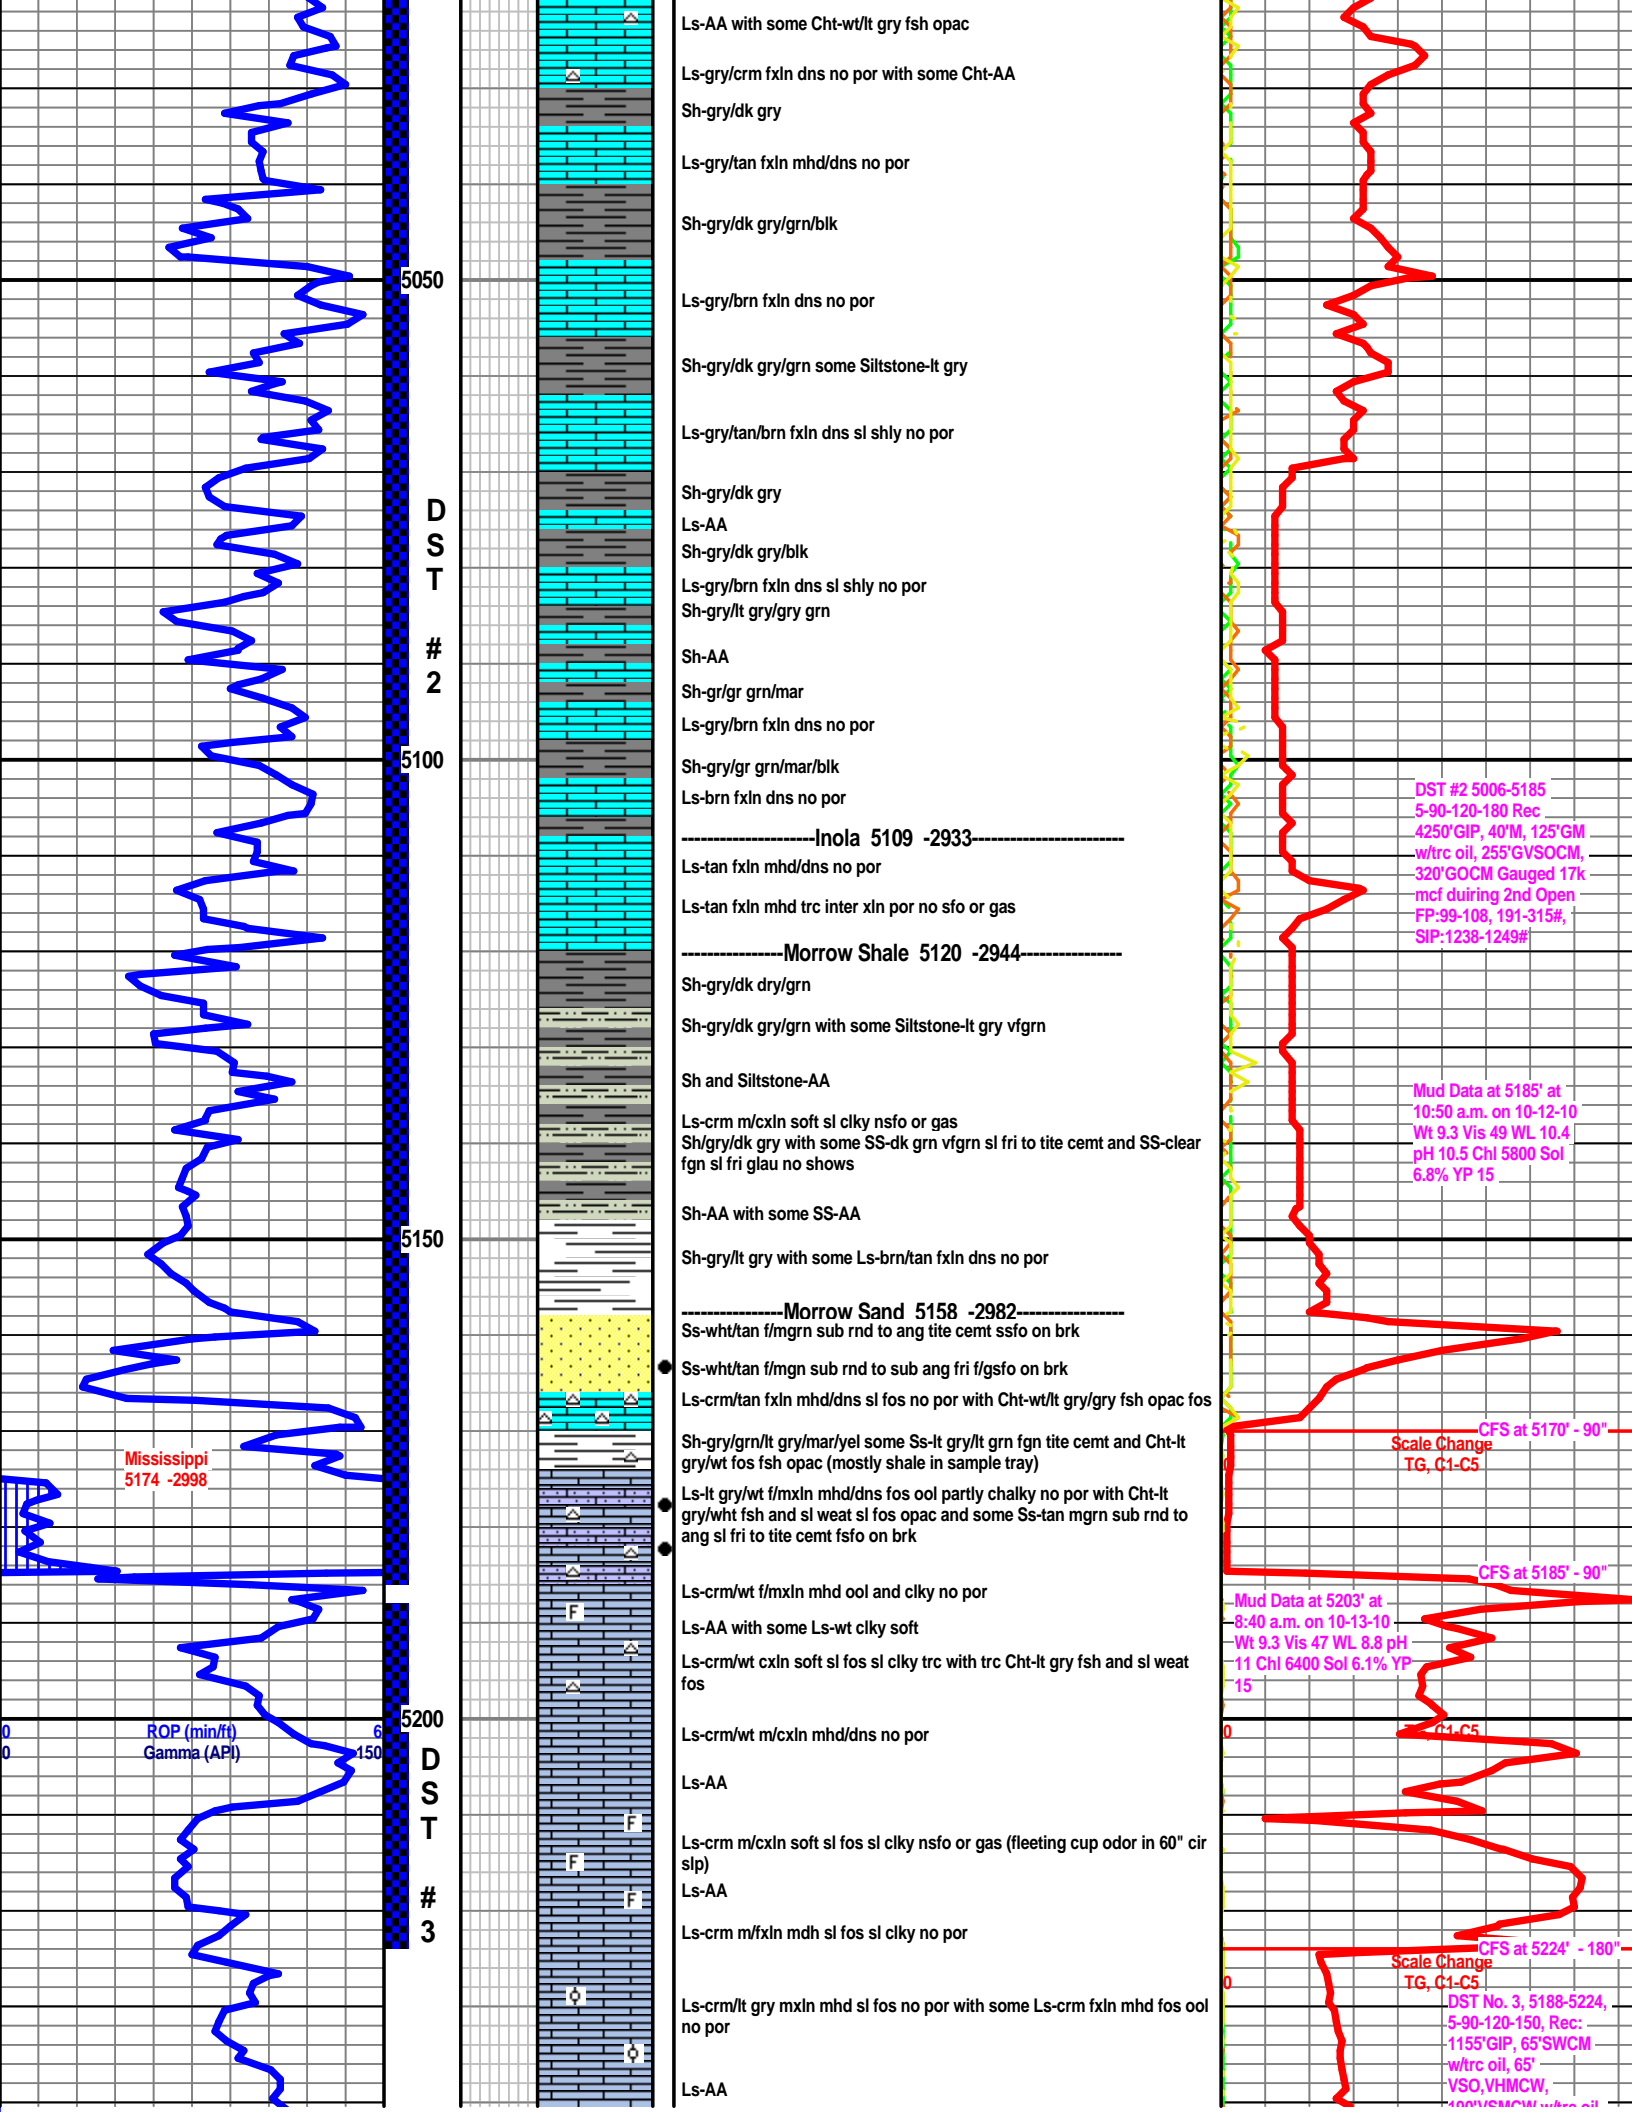 Ls-AA with some Cht-wt/lt gry fsh opac
Ls-gry/crm fxln dns no por with some Cht-AA
Sh-gry/dk gry
Ls-gry/tan fxln mhd/dns no por
Sh-gry/dk gry/grn/blk
5050
Ls-gry/brn fxln dns no por
Sh-gry/dk gry/grn some Siltstone-lt gry
Ls-gry/tan/brn fxln dns sl shly no por
Sh-gry/dk gry
D
S
T
#
2
Ls-AA
Sh-gry/dk gry/blk
Ls-gry/brn fxln dns sl shly no por
Sh-gry/lt gry/gry grn
Sh-AA
Sh-gr/gr grn/mar
Ls-gry/brn fxln dns no por
5100
Sh-gry/gr grn/mar/blk
Ls-brn fxln dns no por
DST #2 5006-5185
5-90-120-180 Rec
4250'GIP, 40'M, 125'GM
w/trc oil, 255'GVSOCM,
320'GOCM Gauged 17k
mcf duiring 2nd Open
FP:99-108, 191-315#,
SIP:1238-1249#
---------------------Inola 5109 -2933------------------------
Ls-tan fxln mhd/dns no por
Ls-tan fxln mhd trc inter xln por no sfo or gas
----------------Morrow Shale 5120 -2944----------------
Sh-gry/dk dry/grn
Sh-gry/dk gry/grn with some Siltstone-lt gry vfgrn
Sh and Siltstone-AA
Mud Data at 5185' at
10:50 a.m. on 10-12-10
Wt 9.3 Vis 49 WL 10.4
pH 10.5 Chl 5800 Sol
6.8% YP 15
Ls-crm m/cxln soft sl clky nsfo or gas
Sh/gry/dk gry with some SS-dk grn vfgrn sl fri to tite cemt and SS-clear
fgn sl fri glau no shows
Sh-AA with some SS-AA
5150
Sh-gry/lt gry with some Ls-brn/tan fxln dns no por
----------------Morrow Sand 5158 -2982-----------------
Ss-wht/tan f/mgrn sub rnd to ang tite cemt ssfo on brk
Ss-wht/tan f/mgn sub rnd to sub ang fri f/gsfo on brk
Ls-crm/tan fxln mhd/dns sl fos no por with Cht-wt/lt gry/gry fsh opac fos
CFS at 5170' - 90"
Scale Change
TG, C1-C5
Sh-gry/grn/lt gry/mar/yel some Ss-lt gry/lt grn fgn tite cemt and Cht-lt
gry/wt fos fsh opac (mostly shale in sample tray)
Mississippi
5174 -2998
Ls-lt gry/wt f/mxln mhd/dns fos ool partly chalky no por with Cht-lt
gry/wht fsh and sl weat sl fos opac and some Ss-tan mgrn sub rnd to
ang sl fri to tite cemt fsfo on brk
CFS at 5185' - 90"
Ls-crm/wt f/mxln mhd ool and clky no por
F
Mud Data at 5203' at
8:40 a.m. on 10-13-10
Wt 9.3 Vis 47 WL 8.8 pH
11 Chl 6400 Sol 6.1% YP
15
Ls-AA with some Ls-wt clky soft
Ls-crm/wt cxln soft sl fos sl clky trc with trc Cht-lt gry fsh and sl weat
fos
5200
0 ROP (min/ft) 6
0 Gamma (API) 150
0 TG, C1-C5
Ls-crm/wt m/cxln mhd/dns no por
D
S
T
#
3
Ls-AA
F
Ls-crm m/cxln soft sl fos sl clky nsfo or gas (fleeting cup odor in 60" cir
slp)
F
Ls-AA
F
Ls-crm m/fxln mdh sl fos sl clky no por
CFS at 5224' - 180"
Scale Change
0 TG, C1-C5
Ls-crm/lt gry mxln mhd sl fos no por with some Ls-crm fxln mhd fos ool
no por
DST No. 3, 5188-5224,
5-90-120-150, Rec:
1155'GIP, 65'SWCM
w/trc oil, 65'
VSO,VHMCW,
190'VSMCW w/trc oil
Ls-AA